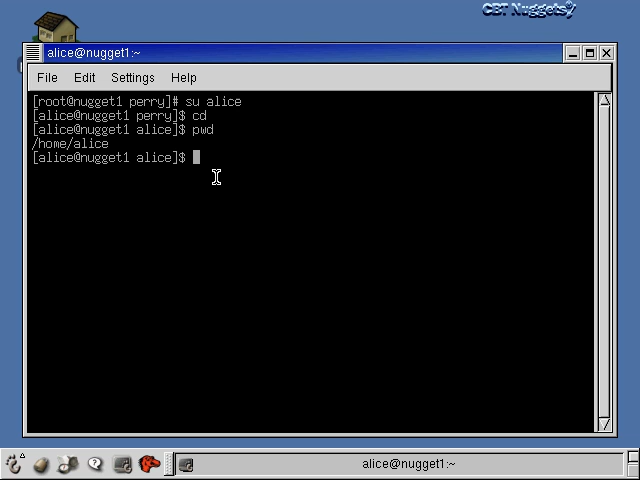 CBT Nuggets
alice@nugget1:~
File Edit Settings Help
[root@nugget1 perry]# su alice
[alice@nugget1 perry]$ cd
[alice@nugget1 alice]$ pwd
/home/alice
[alice@nugget1 alice]$
alice@nugget1:~